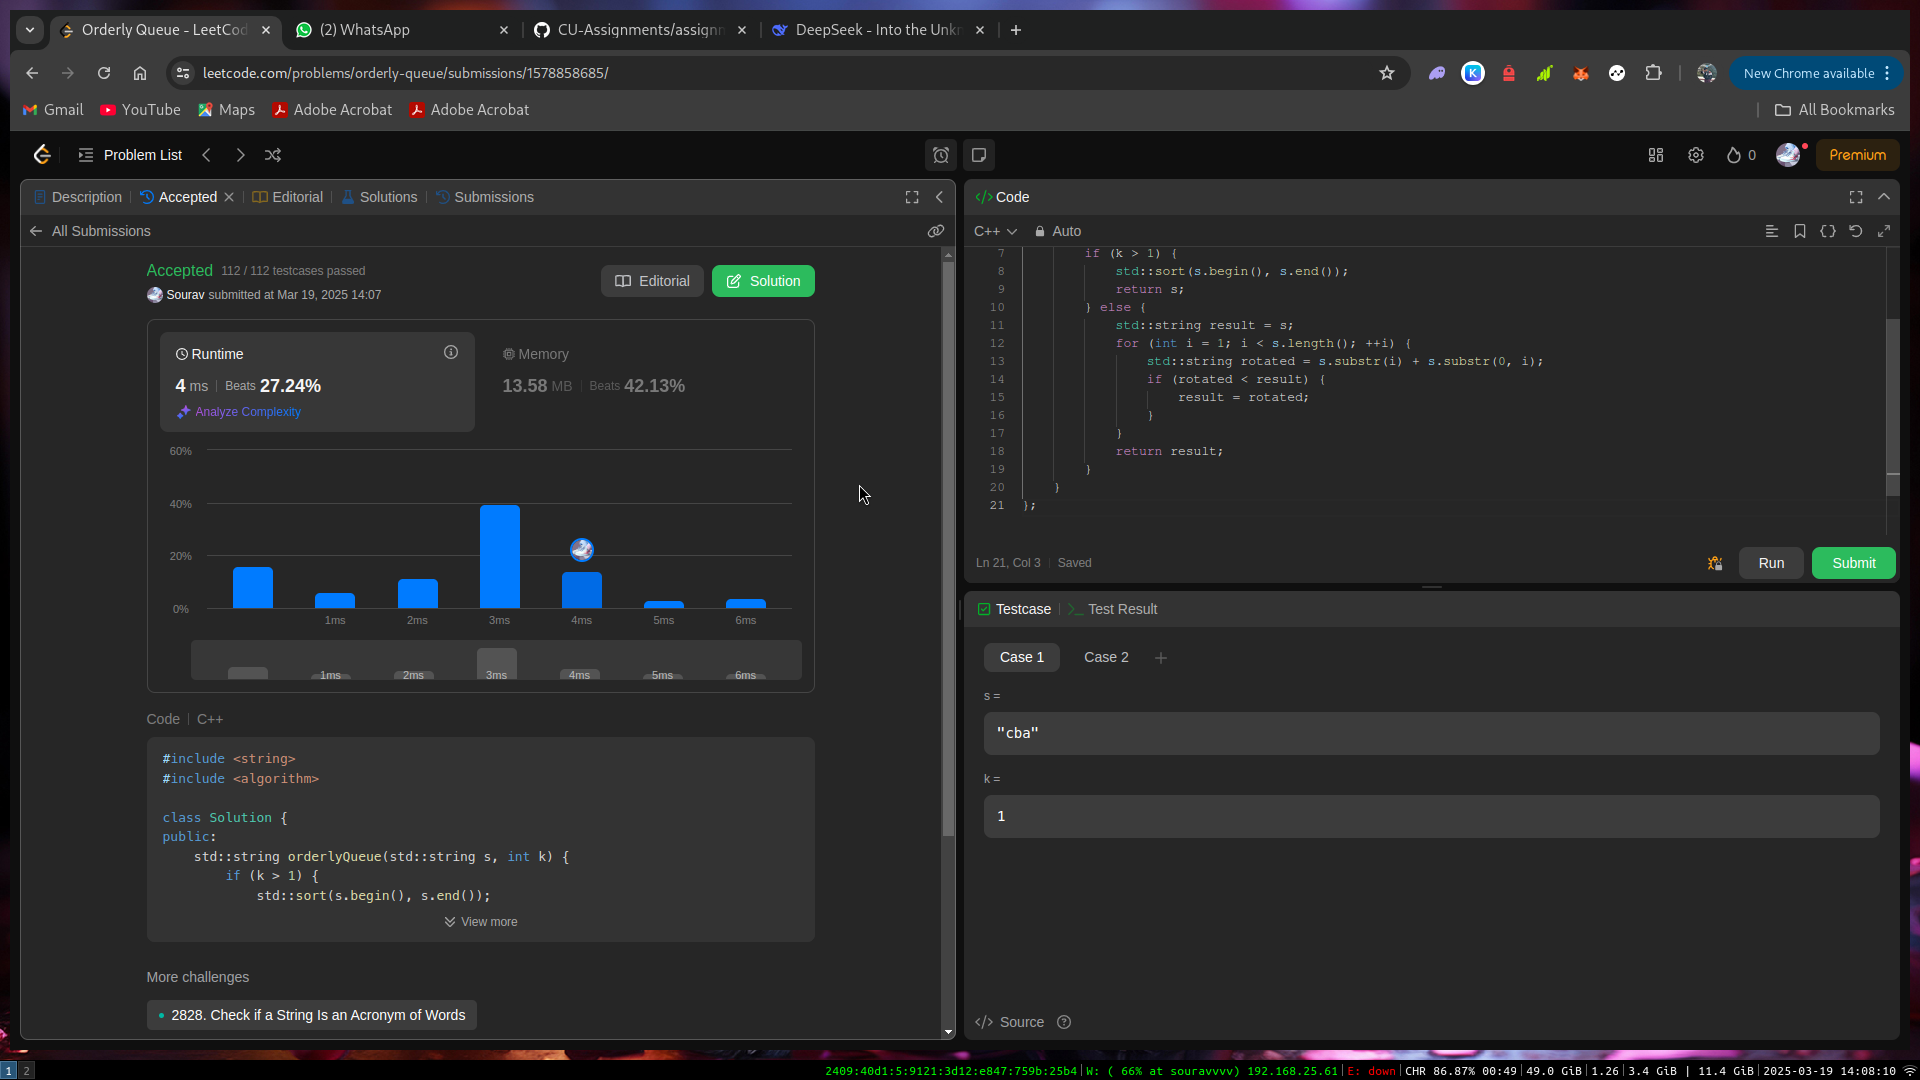 Orderly Queue - LeetCod
(2) WhatsApp
CU-Assignments/assignn
DeepSeek - Into the Unkn
leetcode.com/problems/orderly-queue/submissions/1578858685/
New Chrome available
Gmail
YouTube
Maps
Adobe Acrobat
Adobe Acrobat
All Bookmarks
Problem List
0
Premium
Description
Accepted
Editorial
Solutions
Submissions
All Submissions
Accepted 112 / 112 testcases passed
Sourav submitted at Mar 19, 2025 14:07
Editorial
Solution
Runtime
4 ms | Beats 27.24%
Analyze Complexity
Memory
13.58 MB | Beats 42.13%
60%
40%
20%
0%
1ms 2ms 3ms 4ms 5ms 6ms
1ms 2ms 3ms 4ms 5ms 6ms
Code | C++
#include <string>
#include <algorithm>
class Solution {
public:
    std::string orderlyQueue(std::string s, int k) {
        if (k > 1) {
            std::sort(s.begin(), s.end());
View more
More challenges
2828. Check if a String Is an Acronym of Words
</> Code
C++
Auto
7         if (k > 1) {
8             std::sort(s.begin(), s.end());
9             return s;
10         } else {
11             std::string result = s;
12             for (int i = 1; i < s.length(); ++i) {
13                 std::string rotated = s.substr(i) + s.substr(0, i);
14                 if (rotated < result) {
15                     result = rotated;
16                 }
17             }
18             return result;
19         }
20     }
21 };
Ln 21, Col 3 | Saved
Run
Submit
Testcase
>_ Test Result
Case 1
Case 2
+
s =
"cba"
k =
1
</> Source
1 2
2409:40d1:5:9121:3d12:e847:759b:25b4| W: ( 66% at souravvvv) 192.168.25.61| E: down| CHR 86.87% 00:49| 49.0 GiB| 1.26| 3.4 GiB | 11.4 GiB| 2025-03-19 14:08:10